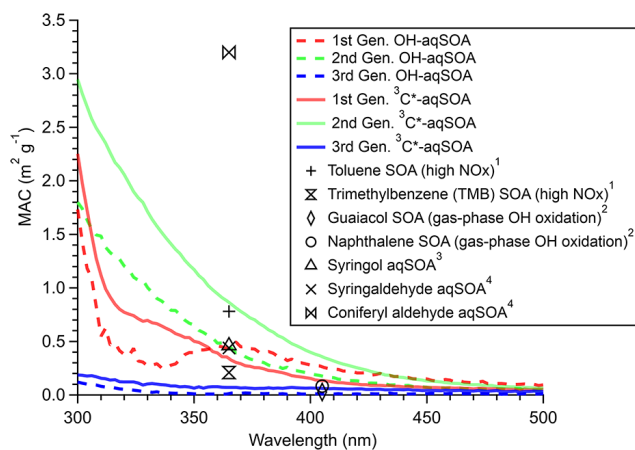 3.5
3.0
2.5
2.0
1.5
1.0
0.5
0.0
MAC (m² g⁻¹)
300
350
400
450
500
Wavelength (nm)
1st Gen. OH-aqSOA
2nd Gen. OH-aqSOA
3rd Gen. OH-aqSOA
1st Gen. ³C*-aqSOA
2nd Gen. ³C*-aqSOA
3rd Gen. ³C*-aqSOA
Toluene SOA (high NOx)¹
Trimethylbenzene (TMB) SOA (high NOx)¹
Guaiacol SOA (gas-phase OH oxidation)²
Naphthalene SOA (gas-phase OH oxidation)²
Syringol aqSOA³
Syringaldehyde aqSOA⁴
Coniferyl aldehyde aqSOA⁴